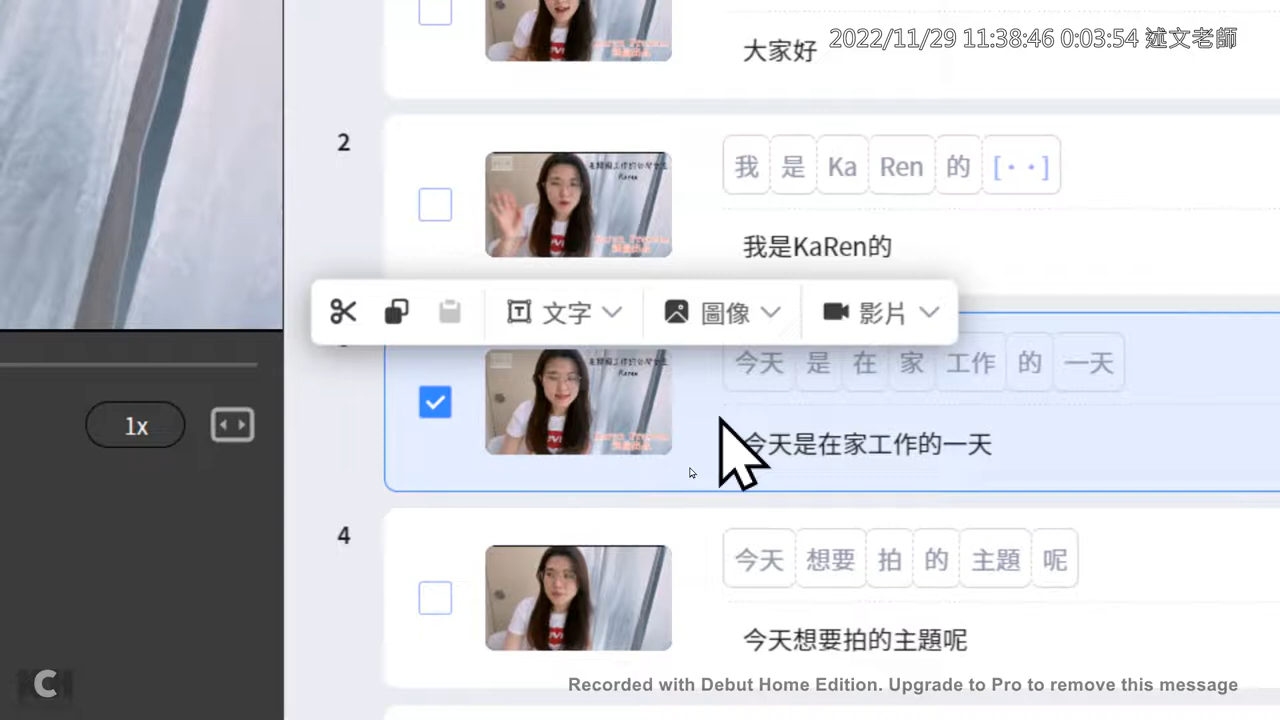 2022/11/29 11:38:46 0:03:54 述文老師
大家好
2
我 是 Ka Ren 的 [··]
我是KaRen的
文字 圖像 影片
今天 是 在 家 工作 的 一天
1x
今天是在家工作的一天
4
今天 想要 拍 的 主題 呢
今天想要拍的主題呢
C
Recorded with Debut Home Edition. Upgrade to Pro to remove this message